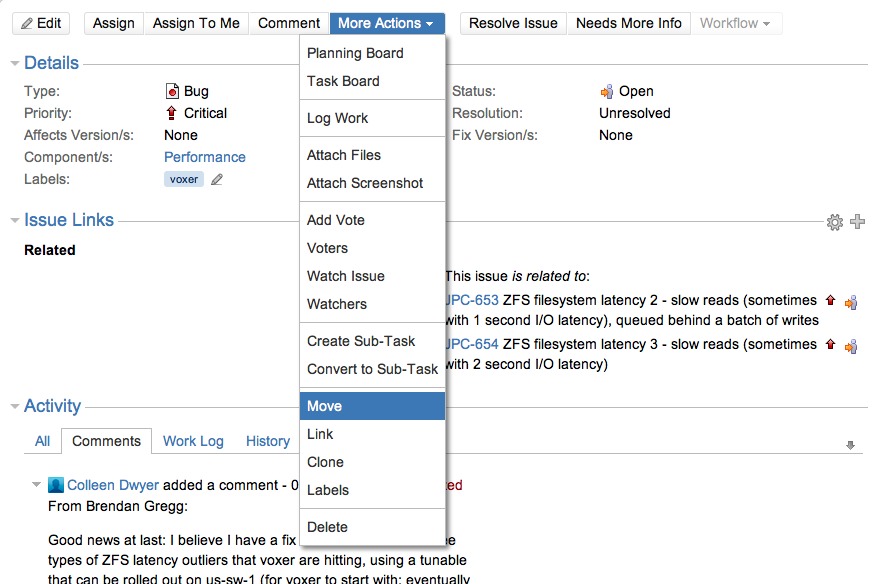 Edit Assign Assign To Me Comment More Actions Resolve Issue Needs More Info Workflow
Planning Board
Task Board
Log Work
Attach Files
Attach Screenshot
Add Vote
Voters
Watch Issue
Watchers
Create Sub-Task
Convert to Sub-Task
Move
Link
Clone
Labels
Delete
Details
Type: Bug
Priority: Critical
Affects Version/s: None
Component/s: Performance
Labels: voxer
Status: Open
Resolution: Unresolved
Fix Version/s: None
Issue Links
Related
This issue is related to:
JPC-653 ZFS filesystem latency 2 - slow reads (sometimes
with 1 second I/O latency), queued behind a batch of writes
JPC-654 ZFS filesystem latency 3 - slow reads (sometimes
with 2 second I/O latency)
Activity
All Comments Work Log History
Colleen Dwyer added a comment - 0 ed
From Brendan Gregg:
Good news at last: I believe I have a fix e
types of ZFS latency outliers that voxer are hitting, using a tunable
that can be rolled out on us-sw-1 (for voxer to start with; eventually